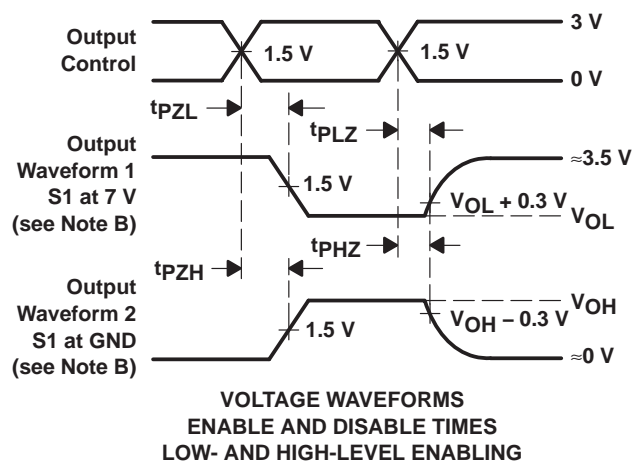 Output
Control
1.5 V
1.5 V
3 V
0 V
tPZL
tPLZ
Output
Waveform 1
S1 at 7 V
(see Note B)
1.5 V
≈3.5 V
VOL + 0.3 V
VOL
tPZH
tPHZ
Output
Waveform 2
S1 at GND
(see Note B)
1.5 V
VOH
VOH – 0.3 V
≈0 V
VOLTAGE WAVEFORMS
ENABLE AND DISABLE TIMES
LOW- AND HIGH-LEVEL ENABLING